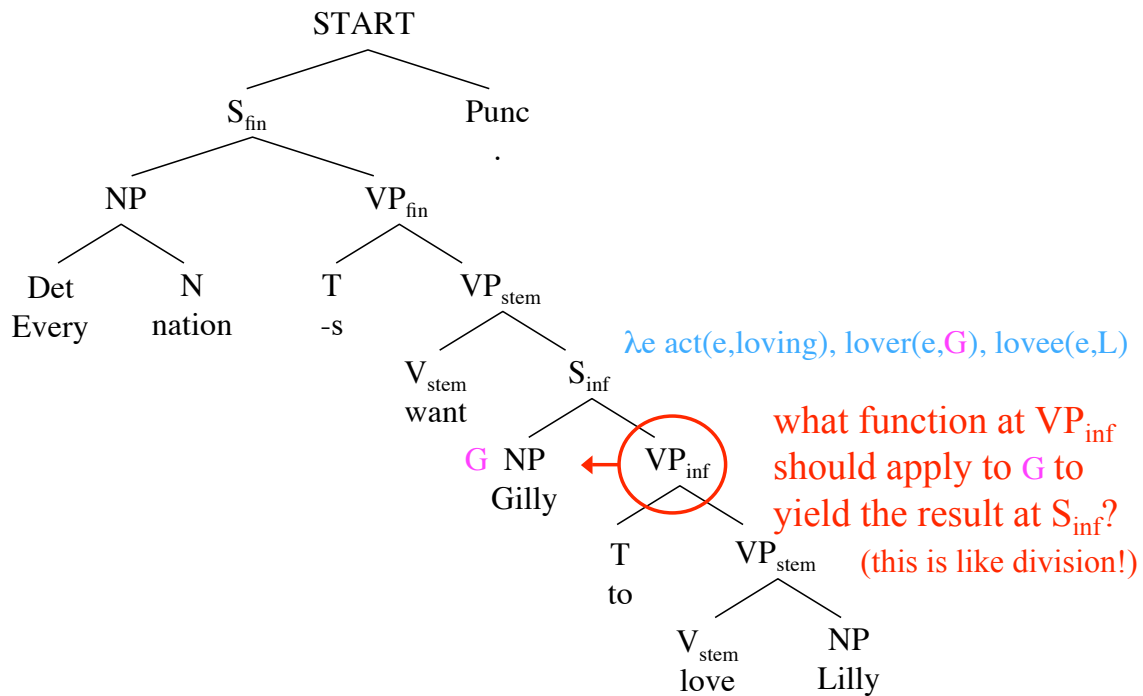 START
S_fin Punc
.
NP VP_fin
Det N T VP_stem
Every nation -s
λe act(e,loving), lover(e,G), lovee(e,L)
V_stem S_inf
want
what function at VP_inf
should apply to G to
yield the result at S_inf?
(this is like division!)
G NP VP_inf
Gilly
T VP_stem
to
V_stem NP
love Lilly